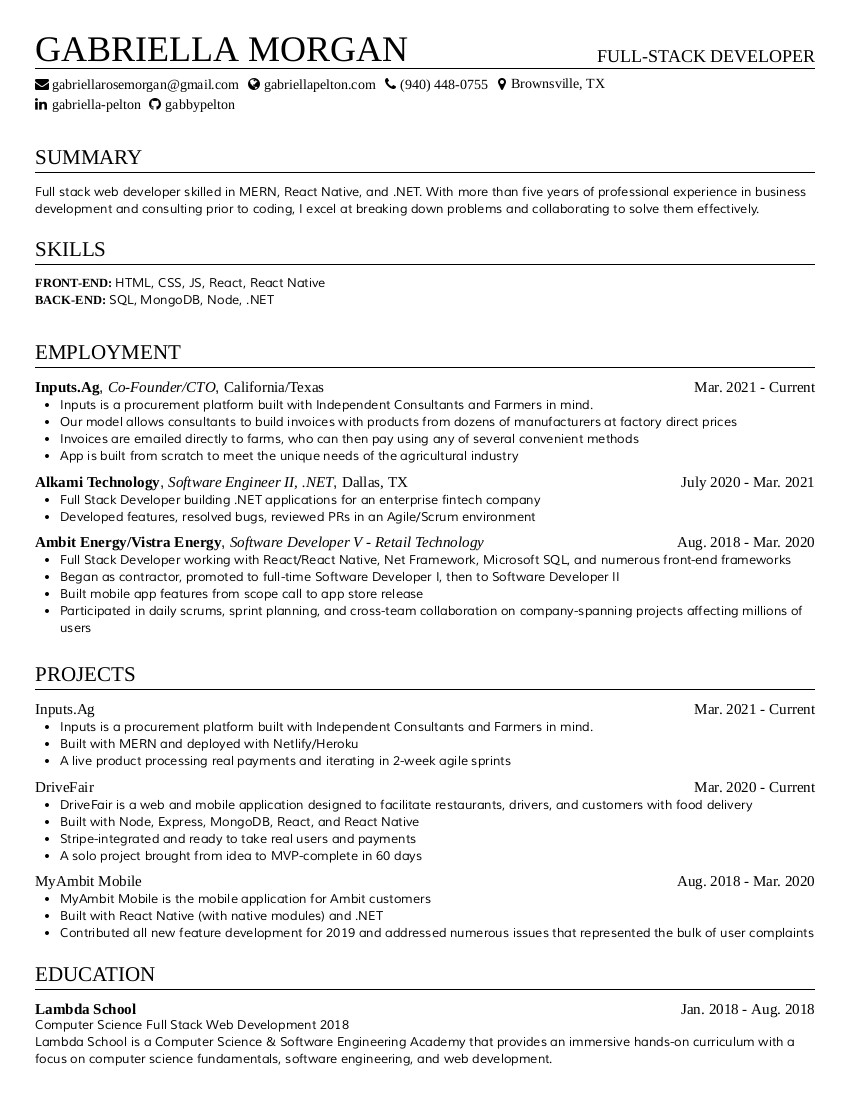 GABRIELLA MORGAN FULL-STACK DEVELOPER
gabriellarosemorgan@gmail.com gabriellapelton.com (940) 448-0755 Brownsville, TX
gabriella-pelton gabbypelton
SUMMARY
Full stack web developer skilled in MERN, React Native, and .NET. With more than five years of professional experience in business
development and consulting prior to coding, I excel at breaking down problems and collaborating to solve them effectively.
SKILLS
FRONT-END: HTML, CSS, JS, React, React Native
BACK-END: SQL, MongoDB, Node, .NET
EMPLOYMENT
Inputs.Ag, Co-Founder/CTO, California/Texas Mar. 2021 - Current
• Inputs is a procurement platform built with Independent Consultants and Farmers in mind.
• Our model allows consultants to build invoices with products from dozens of manufacturers at factory direct prices
• Invoices are emailed directly to farms, who can then pay using any of several convenient methods
• App is built from scratch to meet the unique needs of the agricultural industry
Alkami Technology, Software Engineer II, .NET, Dallas, TX July 2020 - Mar. 2021
• Full Stack Developer building .NET applications for an enterprise fintech company
• Developed features, resolved bugs, reviewed PRs in an Agile/Scrum environment
Ambit Energy/Vistra Energy, Software Developer V - Retail Technology Aug. 2018 - Mar. 2020
• Full Stack Developer working with React/React Native, Net Framework, Microsoft SQL, and numerous front-end frameworks
• Began as contractor, promoted to full-time Software Developer I, then to Software Developer II
• Built mobile app features from scope call to app store release
• Participated in daily scrums, sprint planning, and cross-team collaboration on company-spanning projects affecting millions of
users
PROJECTS
Inputs.Ag Mar. 2021 - Current
• Inputs is a procurement platform built with Independent Consultants and Farmers in mind.
• Built with MERN and deployed with Netlify/Heroku
• A live product processing real payments and iterating in 2-week agile sprints
DriveFair Mar. 2020 - Current
• DriveFair is a web and mobile application designed to facilitate restaurants, drivers, and customers with food delivery
• Built with Node, Express, MongoDB, React, and React Native
• Stripe-integrated and ready to take real users and payments
• A solo project brought from idea to MVP-complete in 60 days
MyAmbit Mobile Aug. 2018 - Mar. 2020
• MyAmbit Mobile is the mobile application for Ambit customers
• Built with React Native (with native modules) and .NET
• Contributed all new feature development for 2019 and addressed numerous issues that represented the bulk of user complaints
EDUCATION
Lambda School Jan. 2018 - Aug. 2018
Computer Science Full Stack Web Development 2018
Lambda School is a Computer Science & Software Engineering Academy that provides an immersive hands-on curriculum with a
focus on computer science fundamentals, software engineering, and web development.